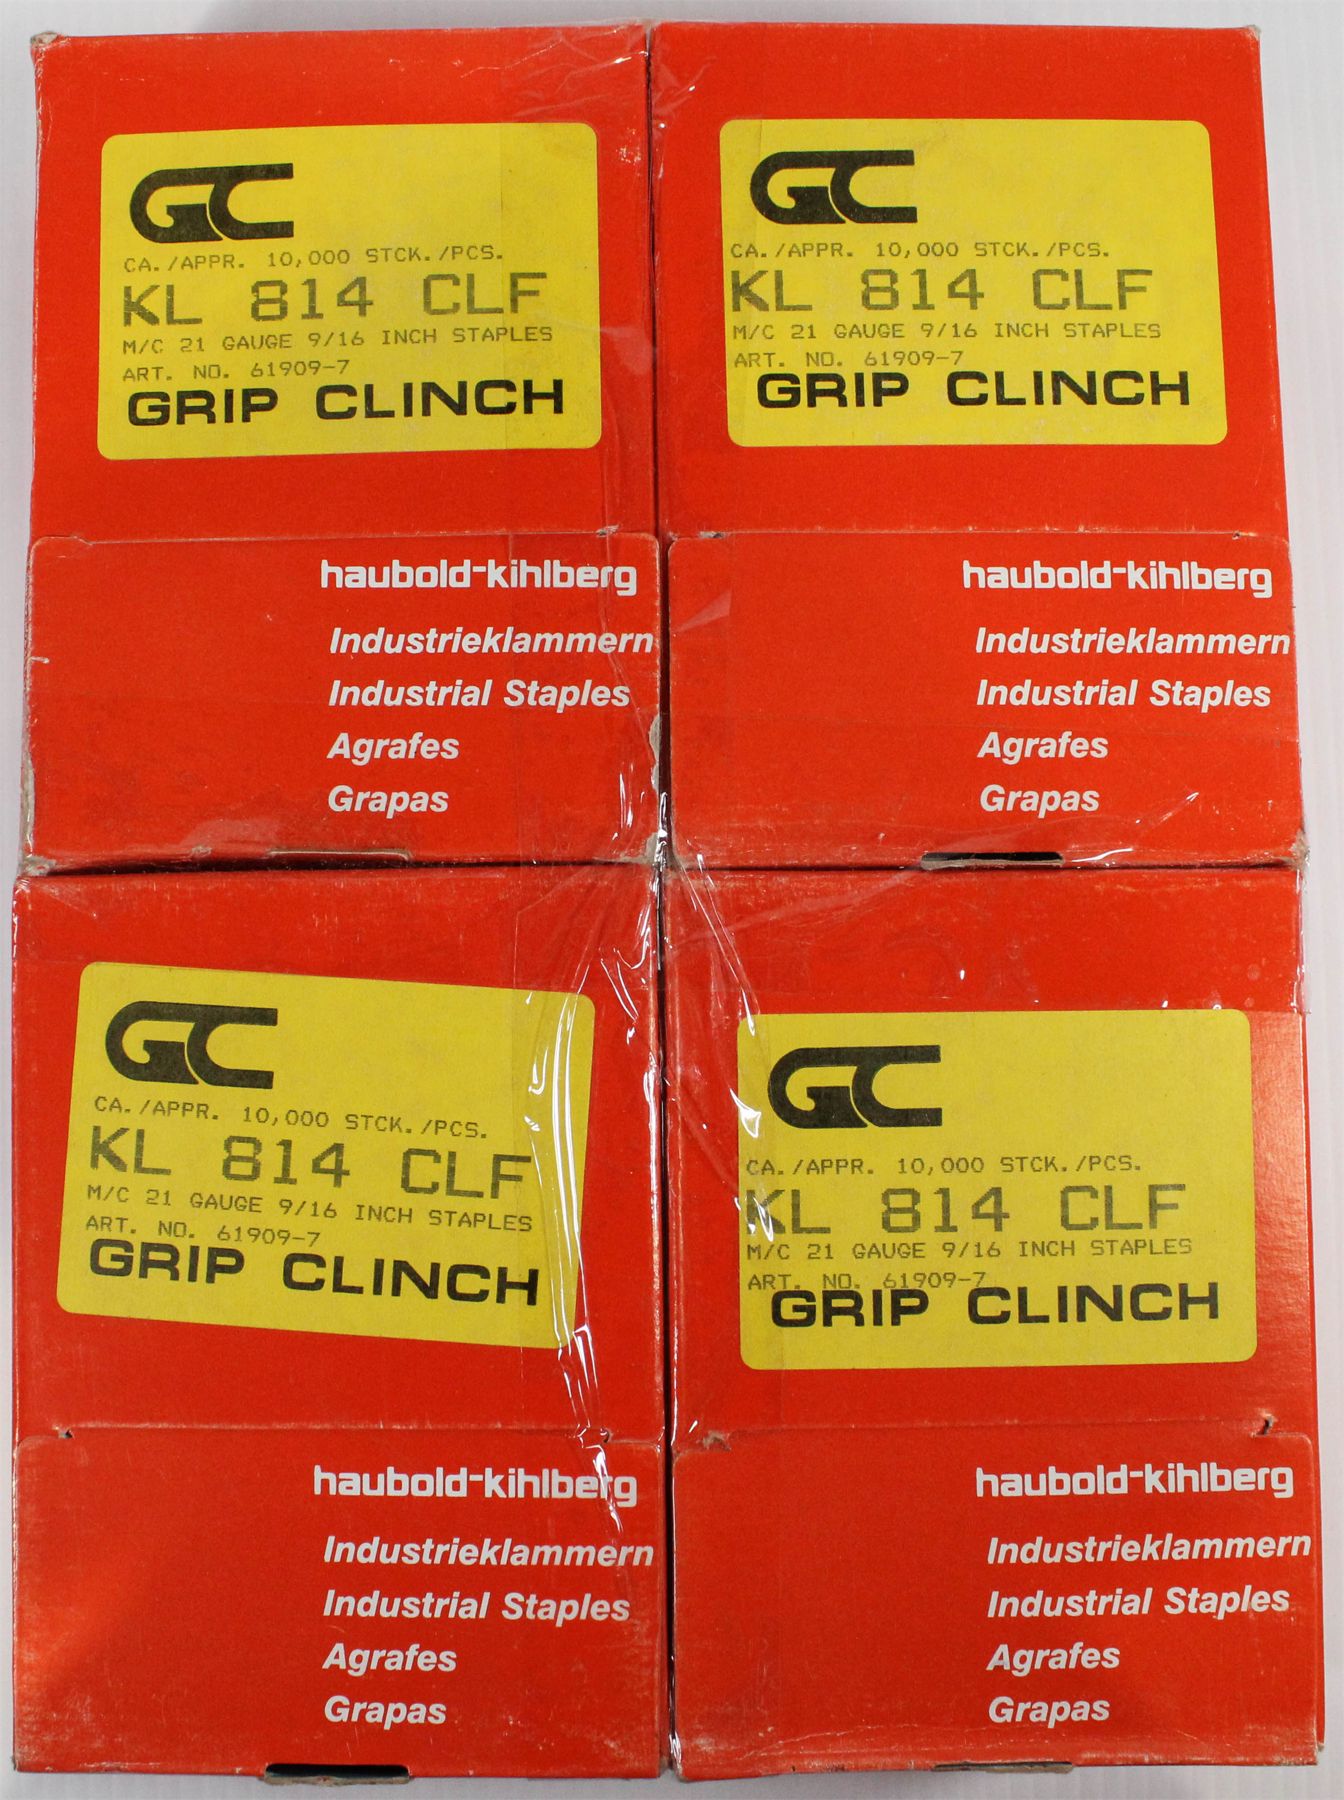 GC
CA./APPR. 10,000 STCK./PCS.
KL 814 CLF
M/C 21 GAUGE 9/16 INCH STAPLES
ART. NO. 61909-7
GRIP CLINCH
haubold-kihlberg
Industrieklammern
Industrial Staples
Agrafes
Grapas
GC
CA./APPR. 10,000 STCK./PCS.
KL 814 CLF
M/C 21 GAUGE 9/16 INCH STAPLES
ART. NO. 61909-7
GRIP CLINCH
haubold-kihlberg
Industrieklammern
Industrial Staples
Agrafes
Grapas
GC
CA./APPR. 10,000 STCK./PCS.
KL 814 CLF
M/C 21 GAUGE 9/16 INCH STAPLES
ART. NO. 61909-7
GRIP CLINCH
haubold-kihlberg
Industrieklammern
Industrial Staples
Agrafes
Grapas
GC
CA./APPR. 10,000 STCK./PCS.
KL 814 CLF
M/C 21 GAUGE 9/16 INCH STAPLES
ART. NO. 61909-7
GRIP CLINCH
haubold-kihlberg
Industrieklammern
Industrial Staples
Agrafes
Grapas